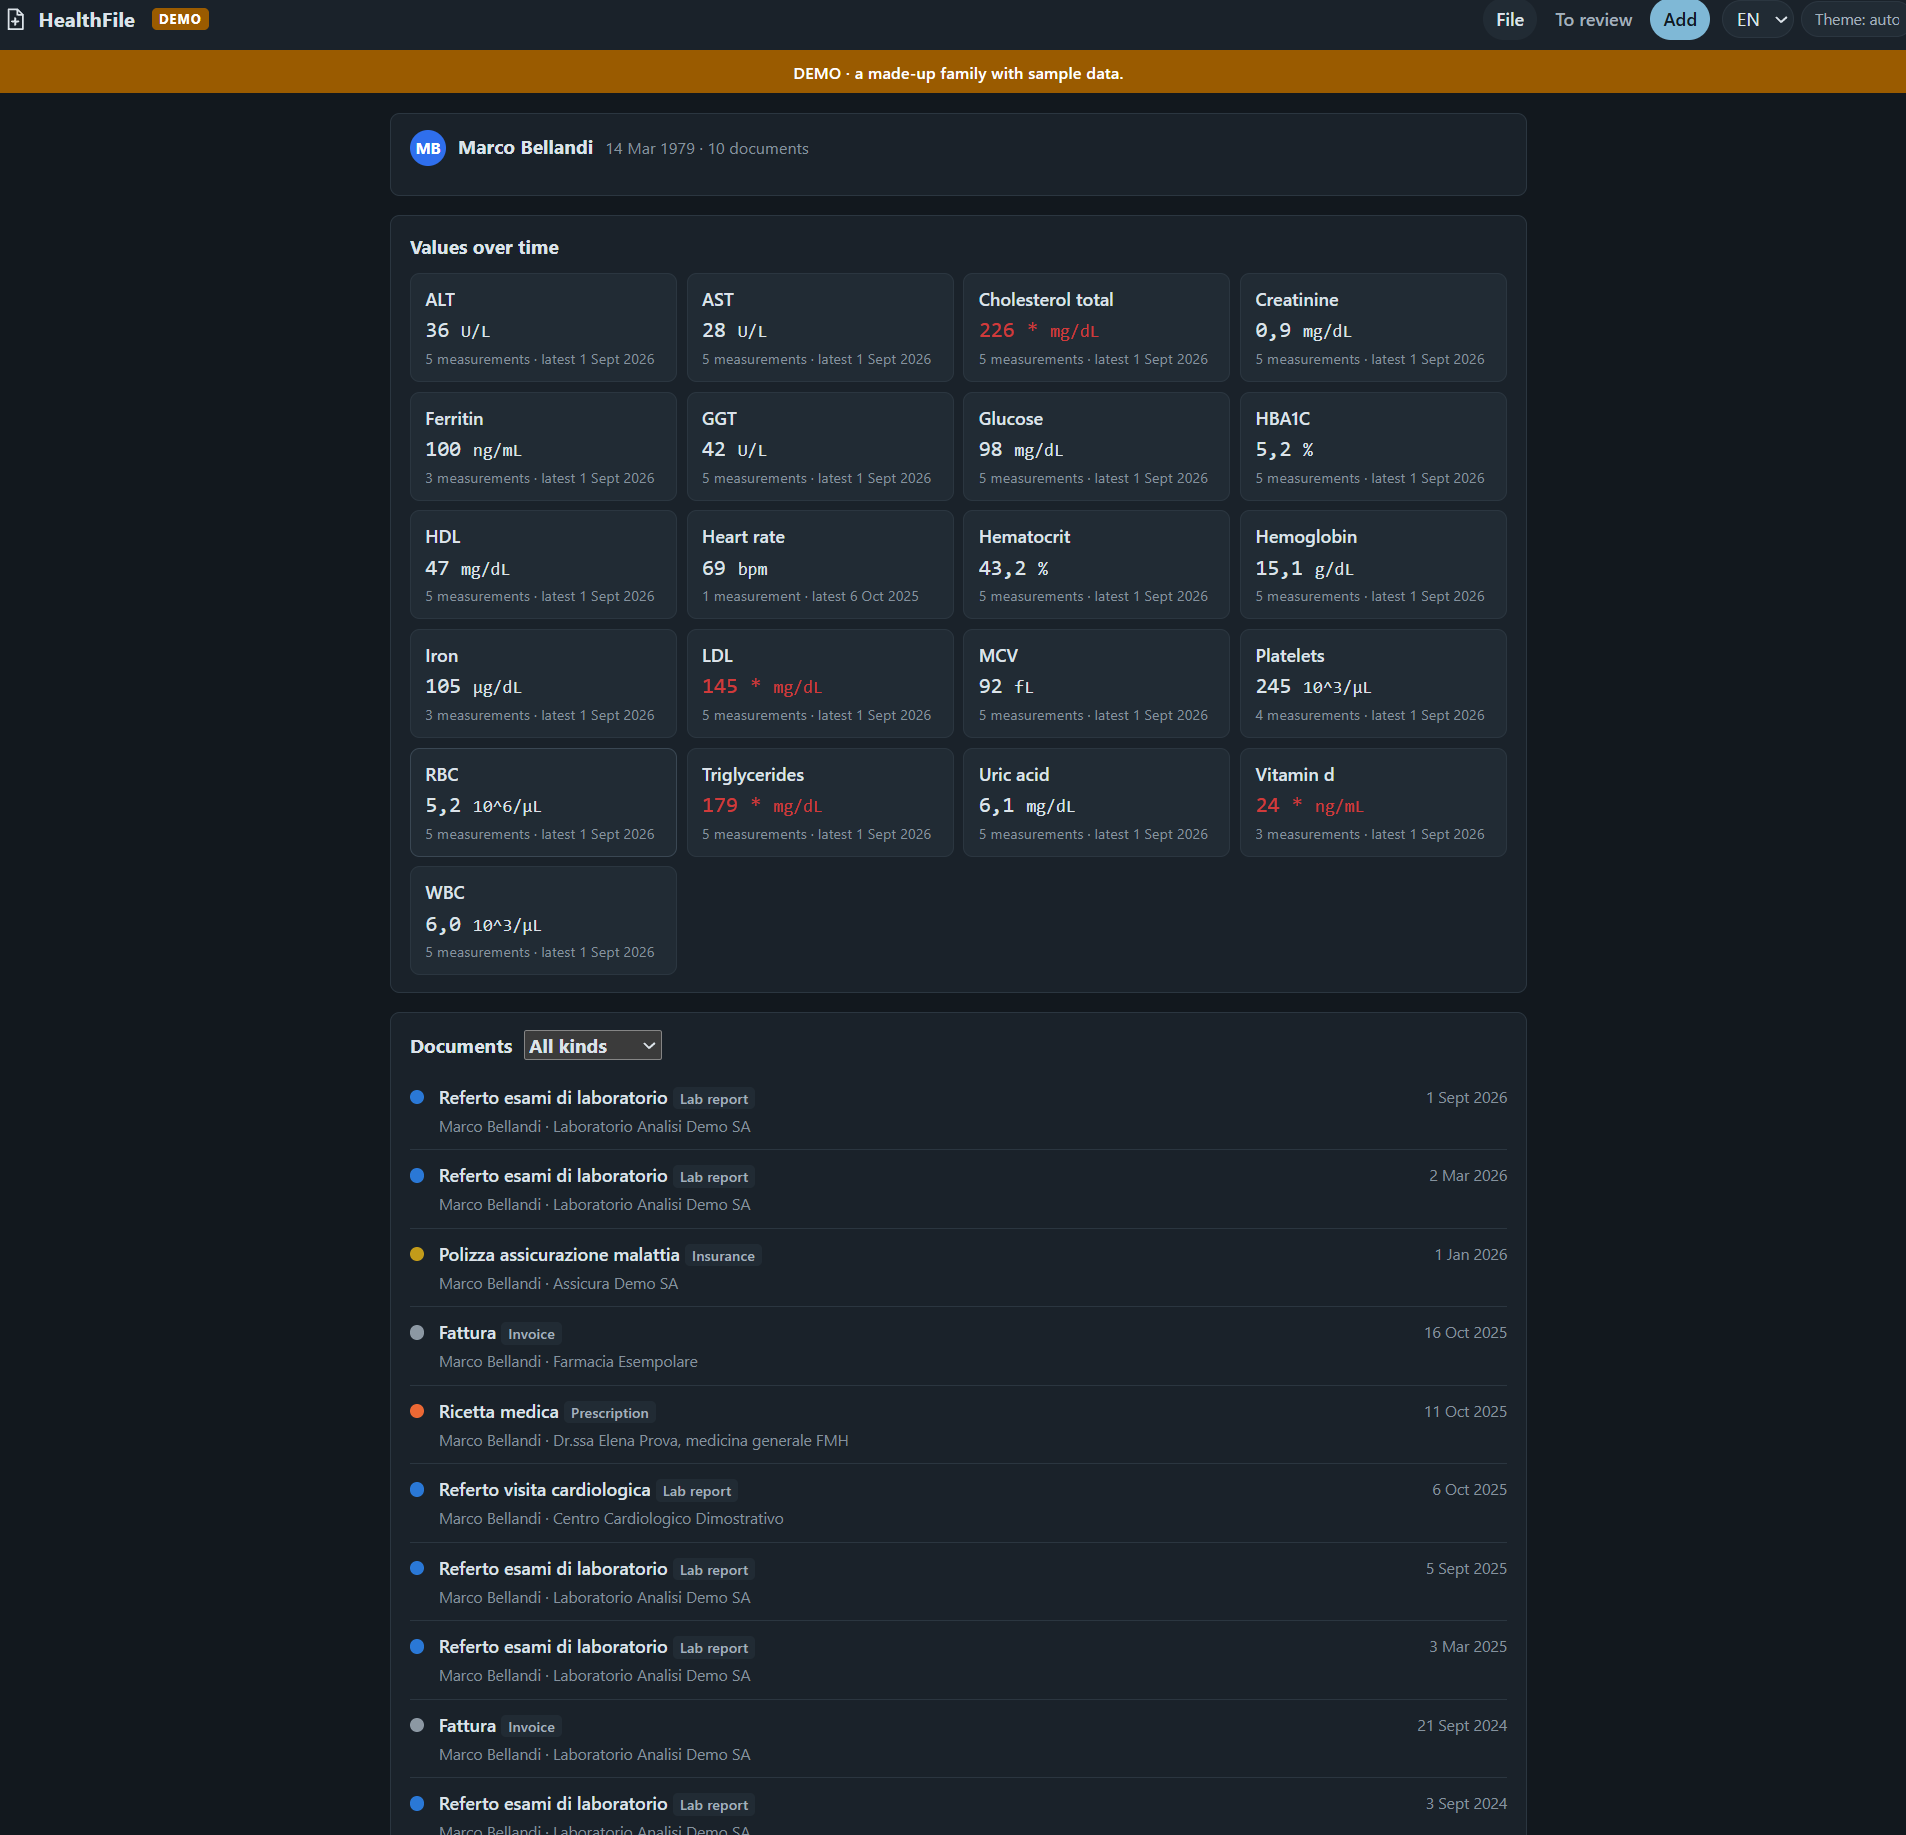 HealthFile DEMO File To review Add EN Theme: auto
DEMO · a made-up family with sample data.
MB Marco Bellandi 14 Mar 1979 · 10 documents
Values over time
ALT
36 U/L
5 measurements · latest 1 Sept 2026
AST
28 U/L
5 measurements · latest 1 Sept 2026
Cholesterol total
226 * mg/dL
5 measurements · latest 1 Sept 2026
Creatinine
0,9 mg/dL
5 measurements · latest 1 Sept 2026
Ferritin
100 ng/mL
3 measurements · latest 1 Sept 2026
GGT
42 U/L
5 measurements · latest 1 Sept 2026
Glucose
98 mg/dL
5 measurements · latest 1 Sept 2026
HBA1C
5,2 %
5 measurements · latest 1 Sept 2026
HDL
47 mg/dL
5 measurements · latest 1 Sept 2026
Heart rate
69 bpm
1 measurement · latest 6 Oct 2025
Hematocrit
43,2 %
5 measurements · latest 1 Sept 2026
Hemoglobin
15,1 g/dL
5 measurements · latest 1 Sept 2026
Iron
105 µg/dL
3 measurements · latest 1 Sept 2026
LDL
145 * mg/dL
5 measurements · latest 1 Sept 2026
MCV
92 fL
5 measurements · latest 1 Sept 2026
Platelets
245 10^3/µL
4 measurements · latest 1 Sept 2026
RBC
5,2 10^6/µL
5 measurements · latest 1 Sept 2026
Triglycerides
179 * mg/dL
5 measurements · latest 1 Sept 2026
Uric acid
6,1 mg/dL
5 measurements · latest 1 Sept 2026
Vitamin d
24 * ng/mL
3 measurements · latest 1 Sept 2026
WBC
6,0 10^3/µL
5 measurements · latest 1 Sept 2026
Documents All kinds
Referto esami di laboratorio Lab report 1 Sept 2026
Marco Bellandi · Laboratorio Analisi Demo SA
Referto esami di laboratorio Lab report 2 Mar 2026
Marco Bellandi · Laboratorio Analisi Demo SA
Polizza assicurazione malattia Insurance 1 Jan 2026
Marco Bellandi · Assicura Demo SA
Fattura Invoice 16 Oct 2025
Marco Bellandi · Farmacia Esempolare
Ricetta medica Prescription 11 Oct 2025
Marco Bellandi · Dr.ssa Elena Prova, medicina generale FMH
Referto visita cardiologica Lab report 6 Oct 2025
Marco Bellandi · Centro Cardiologico Dimostrativo
Referto esami di laboratorio Lab report 5 Sept 2025
Marco Bellandi · Laboratorio Analisi Demo SA
Referto esami di laboratorio Lab report 3 Mar 2025
Marco Bellandi · Laboratorio Analisi Demo SA
Fattura Invoice 21 Sept 2024
Marco Bellandi · Laboratorio Analisi Demo SA
Referto esami di laboratorio Lab report 3 Sept 2024
Marco Bellandi · Laboratorio Analisi Demo SA